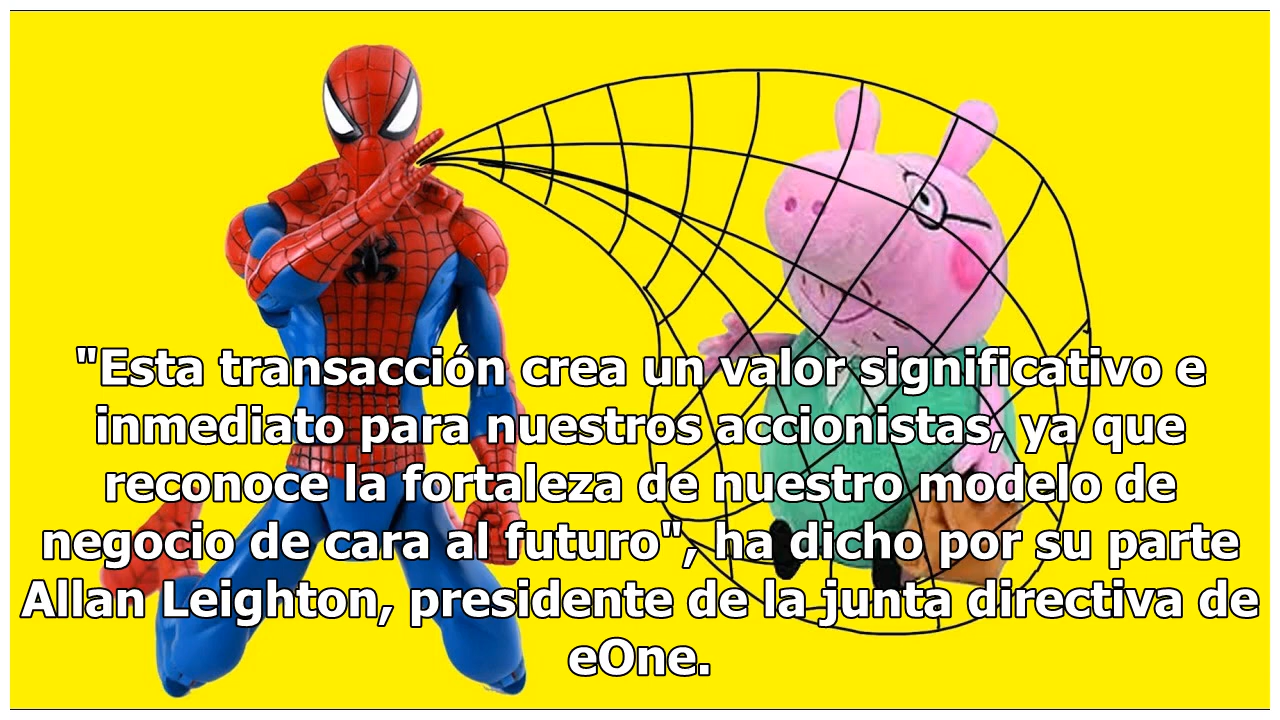 "Esta transacción crea un valor significativo e
inmediato para nuestros accionistas, ya que
reconoce la fortaleza de nuestro modelo de
negocio de cara al futuro", ha dicho por su parte
Allan Leighton, presidente de la junta directiva de
eOne.